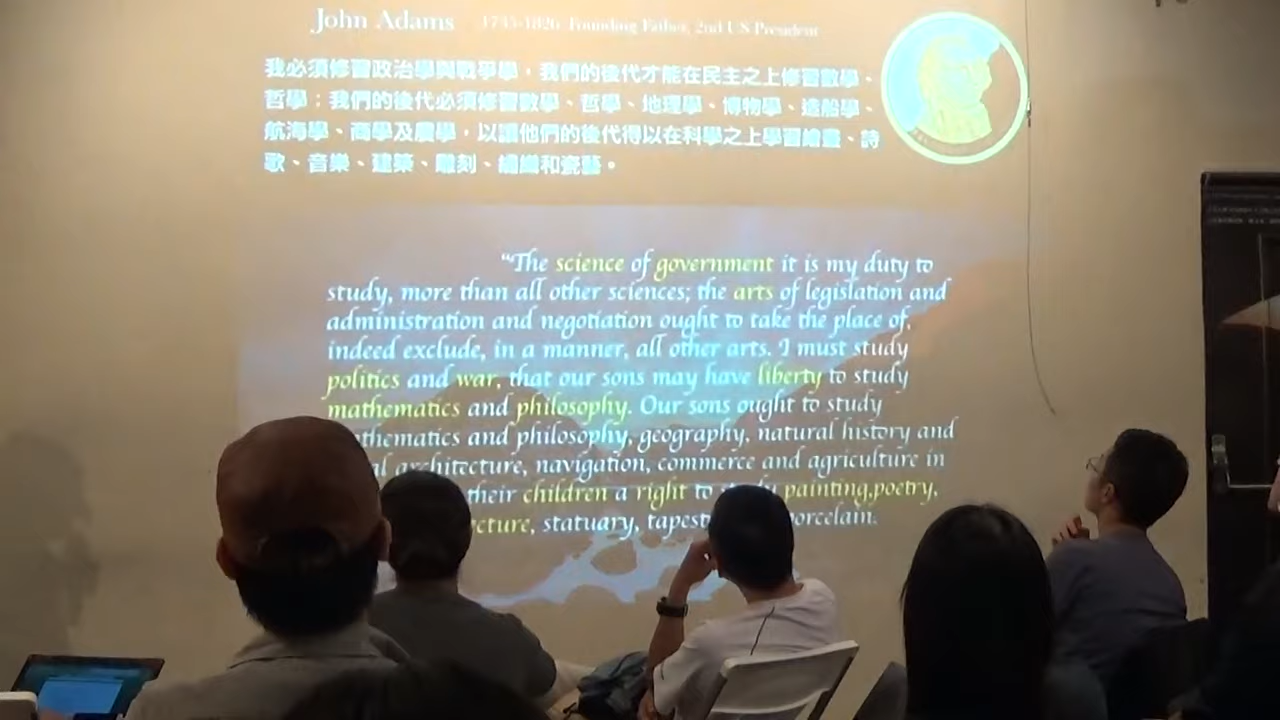 John Adams 1735-1826 Founding Father, 2nd US President
我必須修習政治學與戰爭學，我們的後代才能在民主之上修習數學、
哲學；我們的後代必須修習數學、哲學、地理學、博物學、造船學、
航海學、商學及農學，以讓他們的後代得以在科學之上學習繪畫、詩
歌、音樂、建築、雕刻、繡織和瓷藝。
“The science of government it is my duty to
study, more than all other sciences; the arts of legislation and
administration and negotiation ought to take the place of,
indeed exclude, in a manner, all other arts. I must study
politics and war, that our sons may have liberty to study
mathematics and philosophy. Our sons ought to study
mathematics and philosophy, geography, natural history and
architecture, navigation, commerce and agriculture in
their children a right to study painting,poetry,
statuary, porcelain.